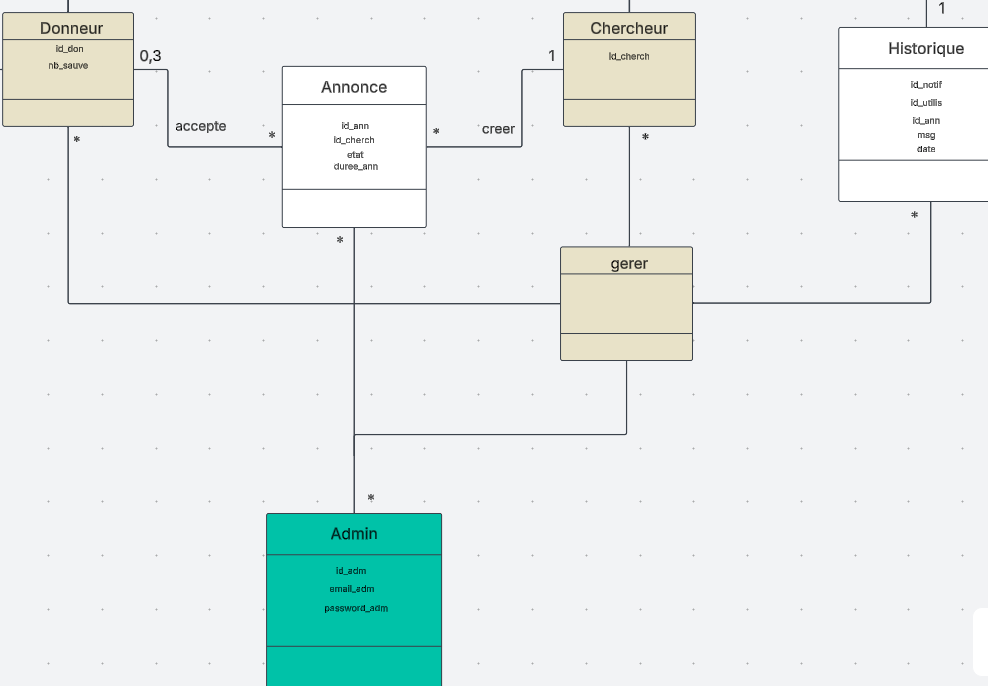 Donneur
id_don
nb_sauve
0,3
accepte
*
*
Annonce
id_ann
id_cherch
etat
duree_ann
*
*
creer
1
Chercheur
id_cherch
*
1
Historique
id_notif
id_utilis
id_ann
msg
date
*
gerer
*
Admin
id_adm
email_adm
password_adm